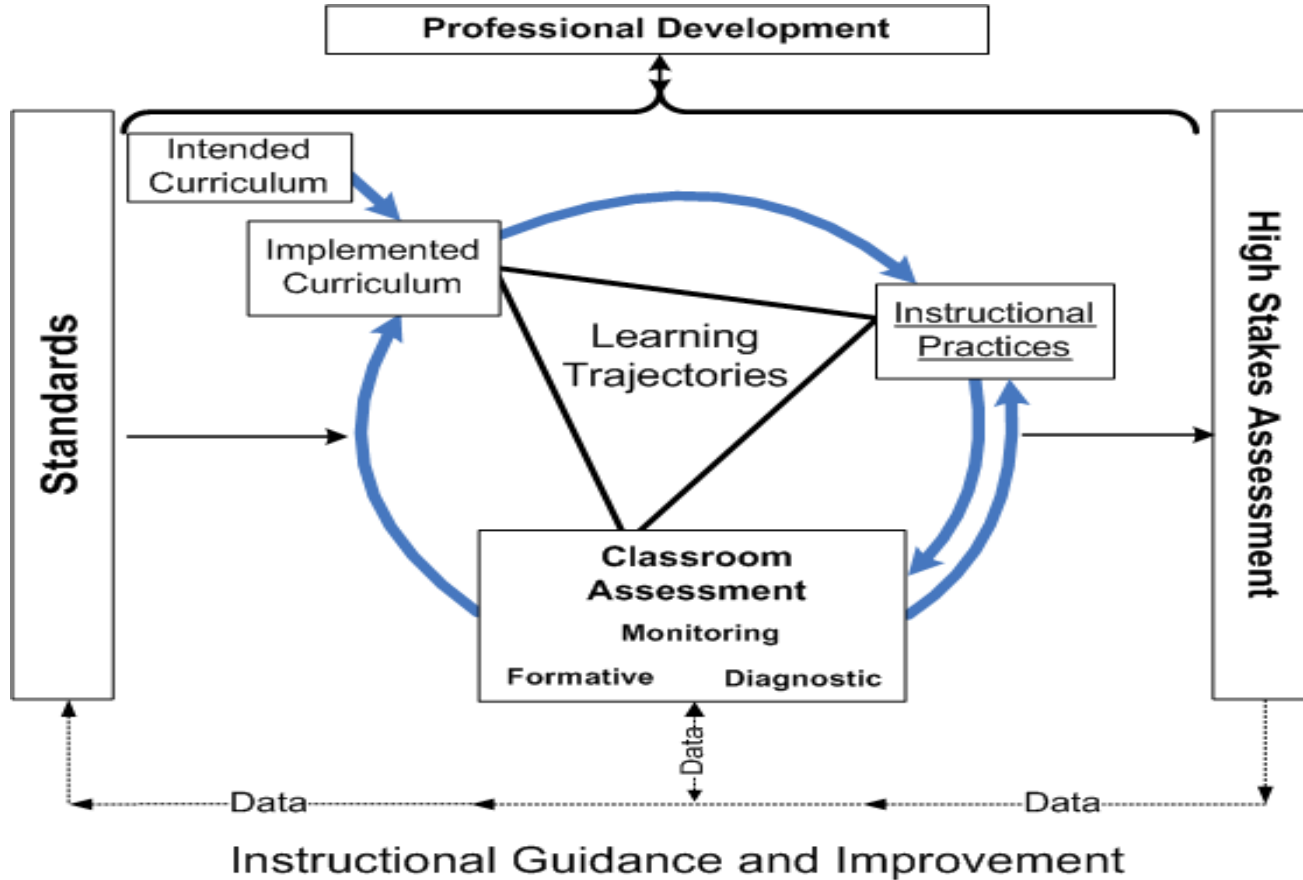 Professional Development
Intended
Curriculum
Implemented
Curriculum
Learning
Trajectories
Instructional
Practices
Standards
High Stakes Assessment
Classroom
Assessment
Monitoring
Formative Diagnostic
Data
Data
Data
Instructional Guidance and Improvement